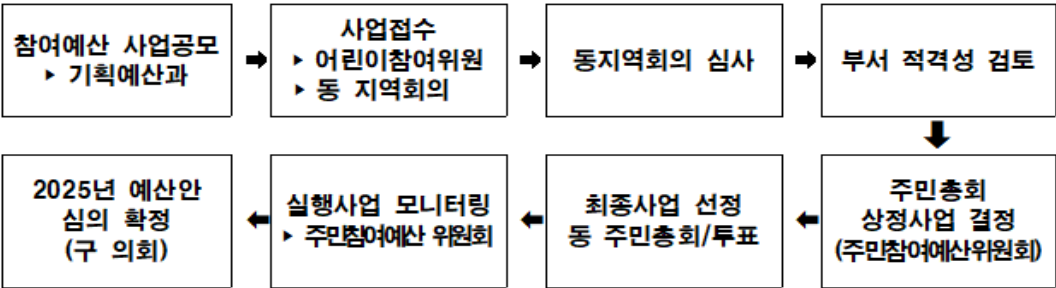 참여예산 사업공모
▸ 기획예산과
사업접수
▸ 어린이참여위원
▸ 동 지역회의
동지역회의 심사
부서 적격성 검토
주민총회
상정사업 결정
(주민참여예산위원회)
최종사업 선정
동 주민총회/투표
실행사업 모니터링
▸ 주민참여예산 위원회
2025년 예산안
심의 확정
(구 의회)